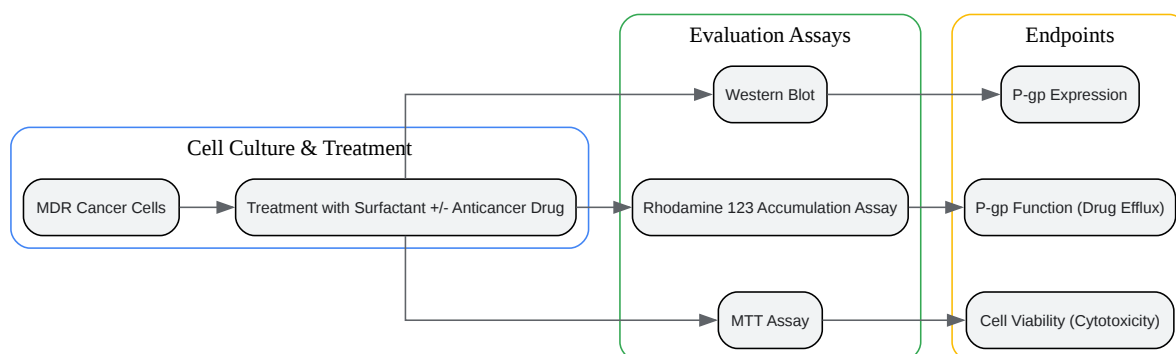 Evaluation Assays
Endpoints
Western Blot
P-gp Expression
Cell Culture & Treatment
MDR Cancer Cells
Treatment with Surfactant +/- Anticancer Drug
Rhodamine 123 Accumulation Assay
P-gp Function (Drug Efflux)
MTT Assay
Cell Viability (Cytotoxicity)